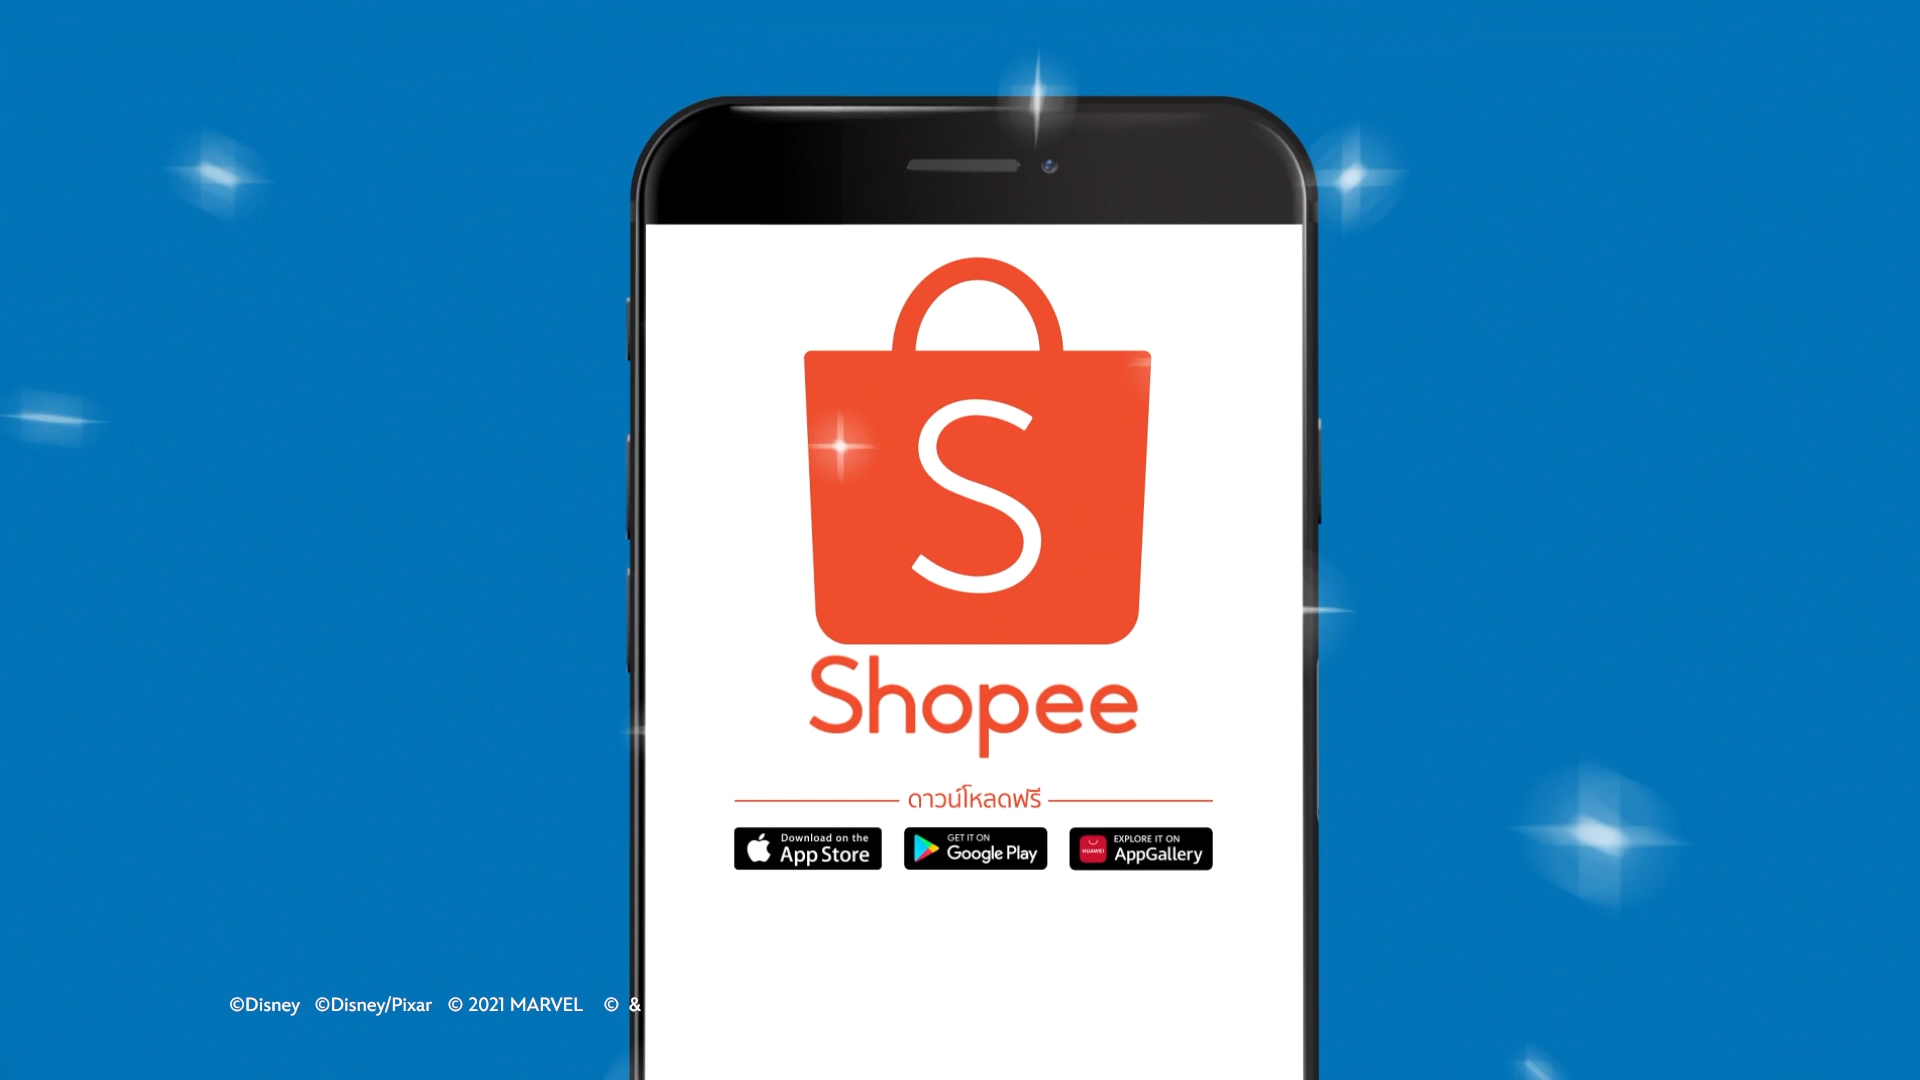 S
Shopee
ดาวน์โหลดฟรี
Download on the
App Store
GET IT ON
Google Play
HUAWEI
EXPLORE IT ON
AppGallery
©Disney ©Disney/Pixar © 2021 MARVEL © &